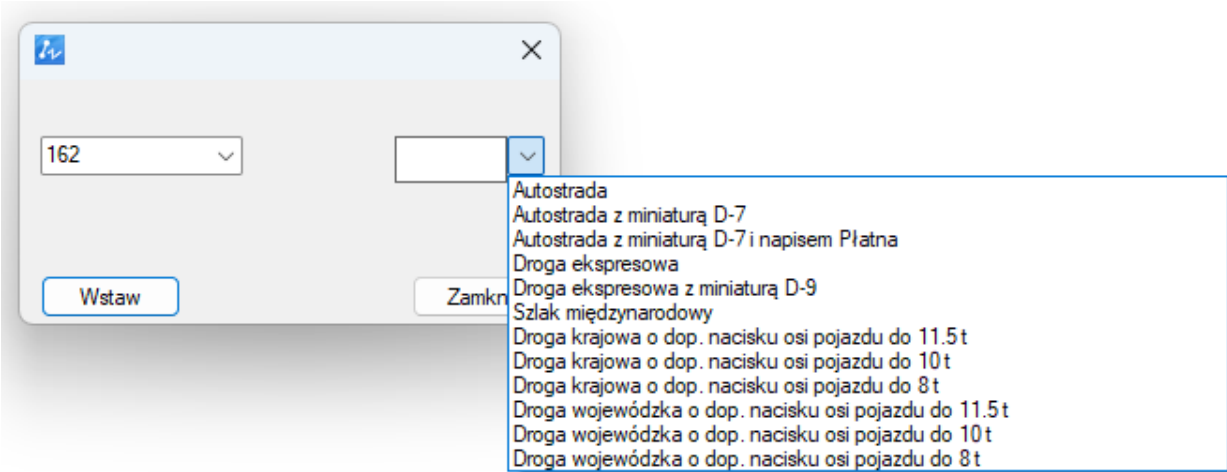 162
Autostrada
Autostrada z miniaturą D-7
Autostrada z miniaturą D-7 i napisem Płatna
Droga ekspresowa
Wstaw
Droga ekspresowa z miniaturą D-9
Szlak międzynarodowy
Droga krajowa o dop. nacisku osi pojazdu do 11.5 t
Droga krajowa o dop. nacisku osi pojazdu do 10 t
Droga krajowa o dop. nacisku osi pojazdu do 8 t
Droga wojewódzka o dop. nacisku osi pojazdu do 11.5 t
Droga wojewódzka o dop. nacisku osi pojazdu do 10 t
Droga wojewódzka o dop. nacisku osi pojazdu do 8 t